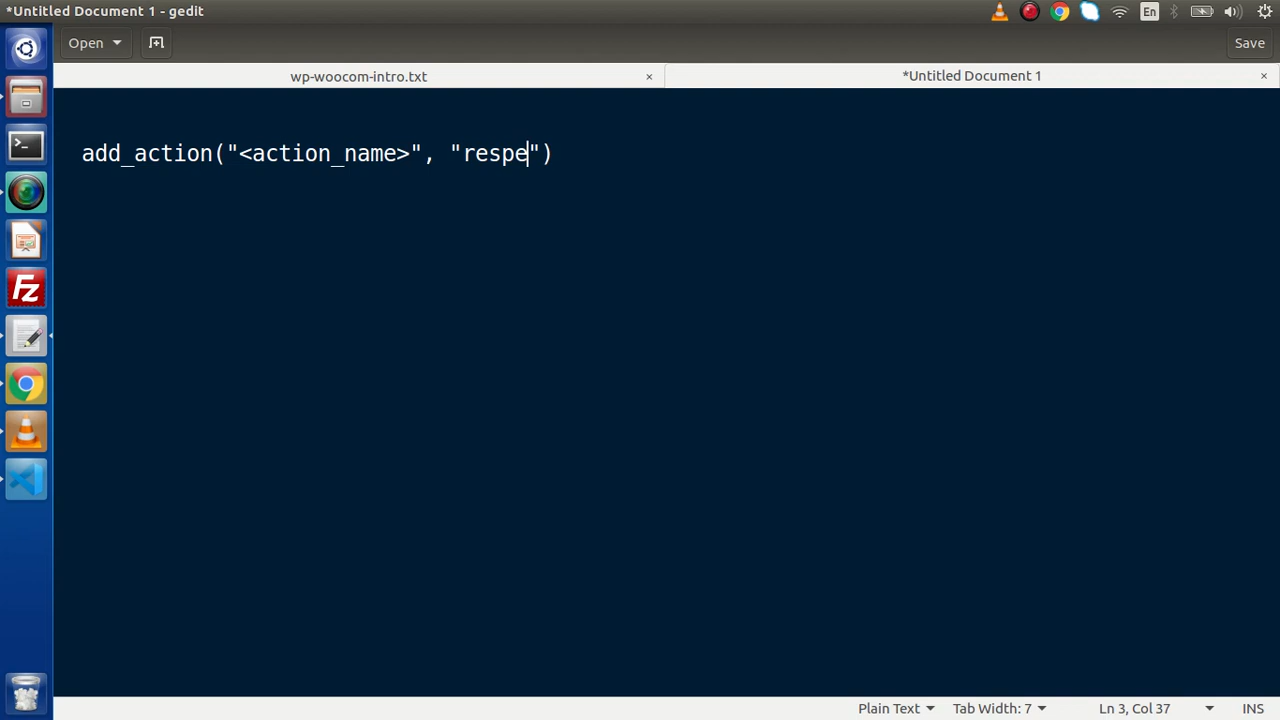 *Untitled Document 1 - gedit
En
Open
Save
wp-woocom-intro.txt ×
*Untitled Document 1 ×
add_action("<action_name>", "respe")
Fz
Plain Text
Tab Width: 7
Ln 3, Col 37
INS